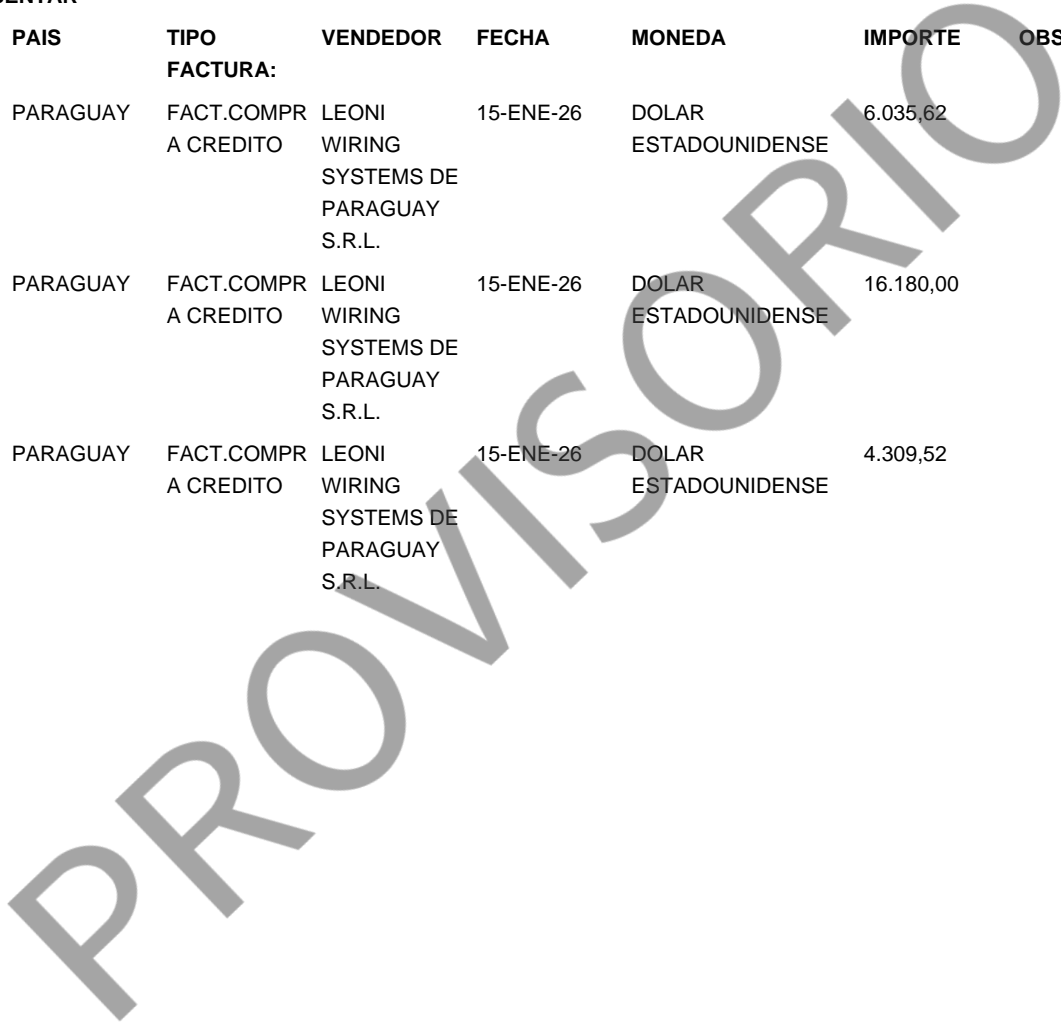 PAIS TIPO VENDEDOR FECHA MONEDA IMPORTE OBS
FACTURA:
PARAGUAY FACT.COMPR LEONI 15-ENE-26 DOLAR 6.035,62
A CREDITO WIRING ESTADOUNIDENSE
SYSTEMS DE
PARAGUAY
S.R.L.
PARAGUAY FACT.COMPR LEONI 15-ENE-26 DOLAR 16.180,00
A CREDITO WIRING ESTADOUNIDENSE
SYSTEMS DE
PARAGUAY
S.R.L.
PARAGUAY FACT.COMPR LEONI 15-ENE-26 DOLAR 4.309,52
A CREDITO WIRING ESTADOUNIDENSE
SYSTEMS DE
PARAGUAY
S.R.L.
PROVISORIO